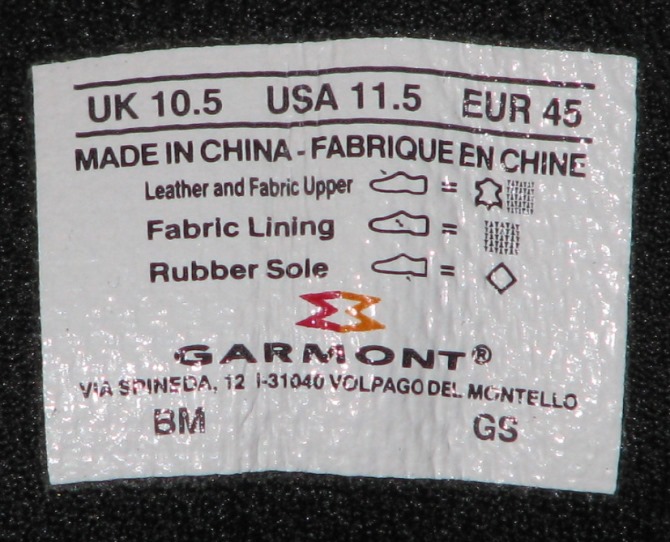 UK 10.5 USA 11.5 EUR 45
MADE IN CHINA - FABRIQUE EN CHINE
Leather and Fabric Upper =
Fabric Lining =
Rubber Sole =
GARMONT®
VIA SPINEDA, 12 I-31040 VOLPAGO DEL MONTELLO
BM GS